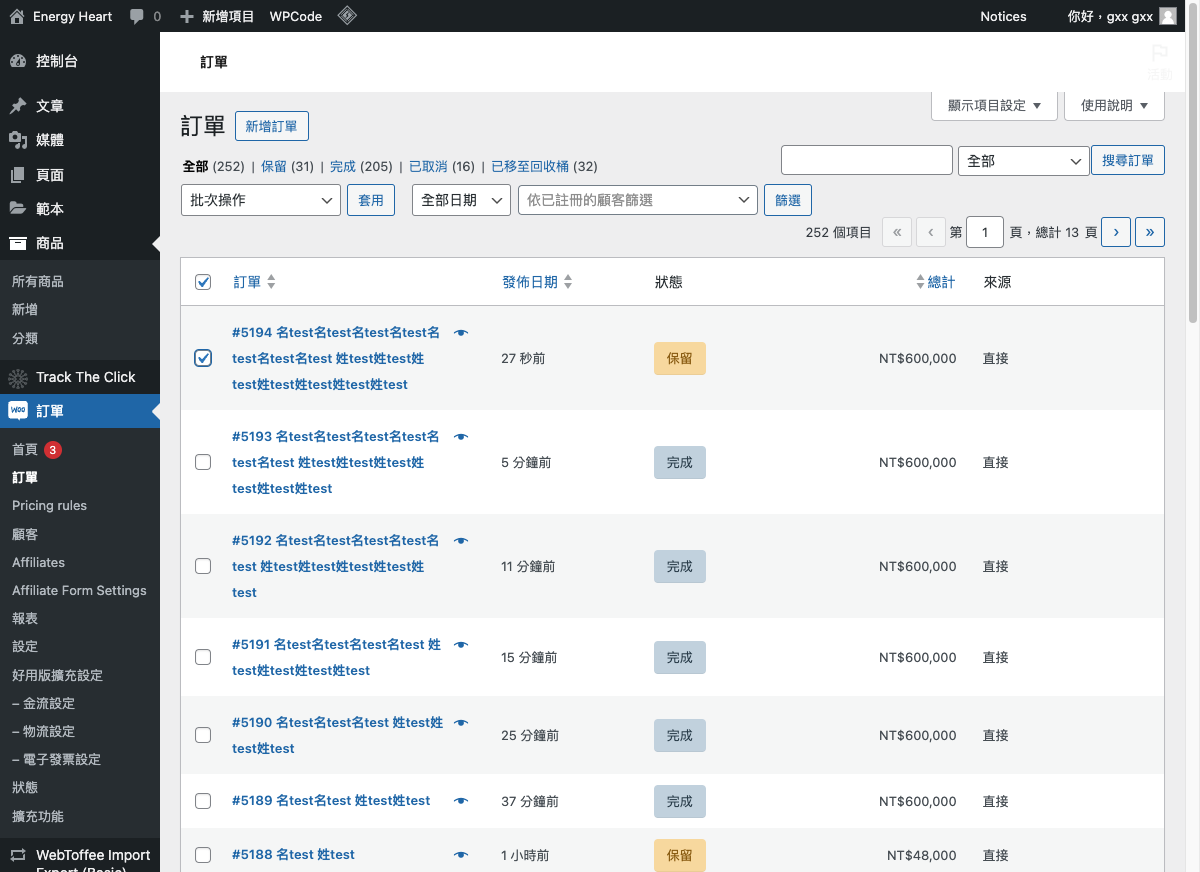 Energy Heart
0
新增項目
WPCode
Notices
你好，gxx gxx
控制台
文章
媒體
頁面
範本
商品
所有商品
新增
分類
Track The Click
Woo 訂單
首頁 3
訂單
Pricing rules
顧客
Affiliates
Affiliate Form Settings
報表
設定
好用版擴充設定
– 金流設定
– 物流設定
– 電子發票設定
狀態
擴充功能
WebToffee Import
Export (Basic)
訂單
活動
顯示項目設定 ▼
使用說明 ▼
訂單
新增訂單
全部 (252) | 保留 (31) | 完成 (205) | 已取消 (16) | 已移至回收桶 (32)
全部
搜尋訂單
批次操作
套用
全部日期
依已註冊的顧客篩選
篩選
252 個項目 « ‹ 第 1 頁，總計 13 頁 › »
訂單 發佈日期 狀態 總計 來源
#5194 名test名test名test名test名
test名test名test 姓test姓test姓
test姓test姓test姓test姓test
27 秒前 保留 NT$600,000 直接
#5193 名test名test名test名test名
test名test 姓test姓test姓test姓
test姓test姓test
5 分鐘前 完成 NT$600,000 直接
#5192 名test名test名test名test名
test 姓test姓test姓test姓test姓
test
11 分鐘前 完成 NT$600,000 直接
#5191 名test名test名test名test 姓
test姓test姓test姓test
15 分鐘前 完成 NT$600,000 直接
#5190 名test名test名test 姓test姓
test姓test
25 分鐘前 完成 NT$600,000 直接
#5189 名test名test 姓test姓test 37 分鐘前 完成 NT$600,000 直接
#5188 名test 姓test 1 小時前 保留 NT$48,000 直接